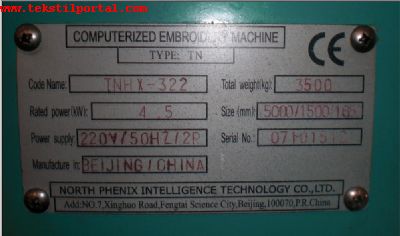 www.tekstilportal.com
COMPUTERIZED EMBROIDERY MACHINE
TYPE: TN
CE
Code Name: TNHX-322 Total weight(kg): 3500
Rated power(kW): 4.5 Size (mm): 5000/1500/165
Power supply: 220V/50HZ/2P Serial No.:
Manufacture in: BEIJING/CHINA
NORTH PHENIX INTELLIGENCE TECHNOLOGY CO.,LTD.
Add:NO.7,Xinghuo Road,Fengtai Science City,Beijing,100070,P.R.China